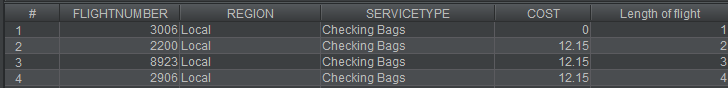 # FLIGHTNUMBER REGION SERVICETYPE COST Length of flight
1 3006 Local Checking Bags 0 1
2 2200 Local Checking Bags 12.15 2
3 8923 Local Checking Bags 12.15 3
4 2906 Local Checking Bags 12.15 4